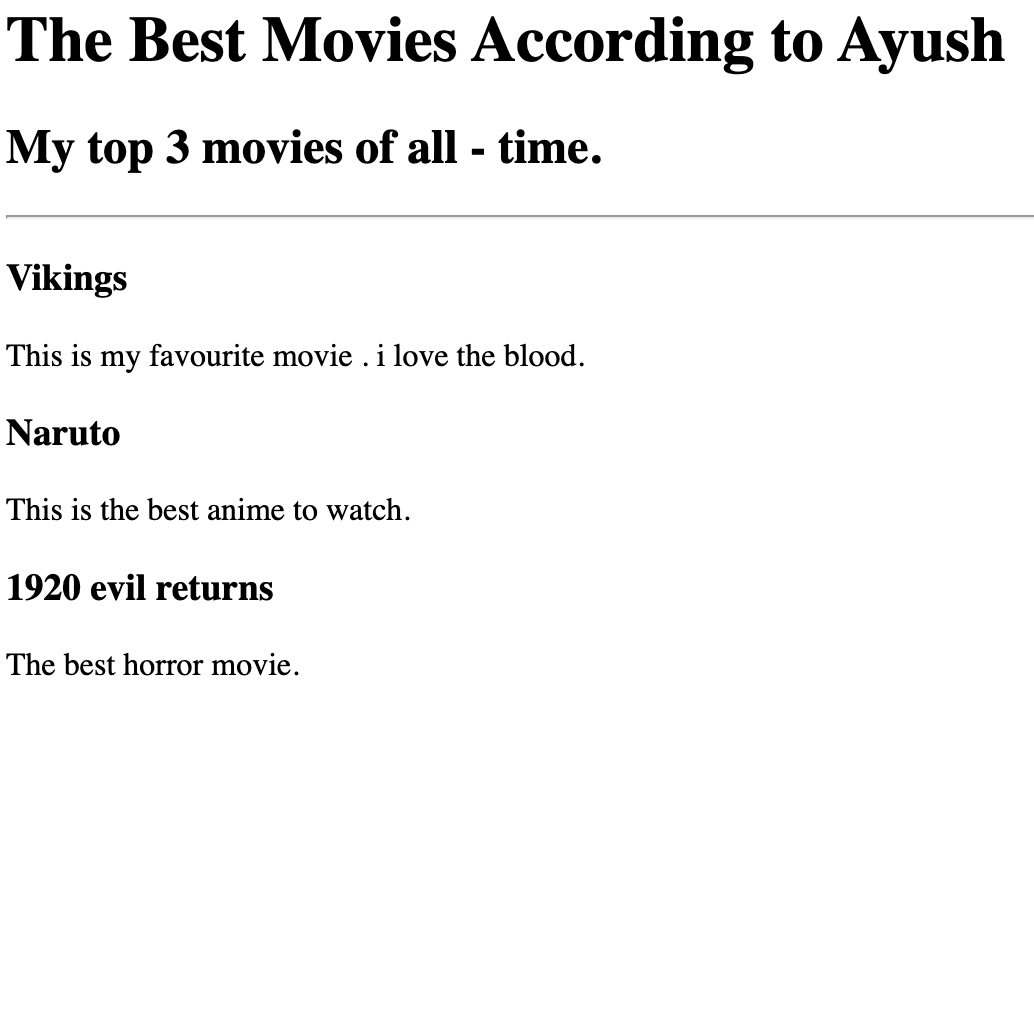 The Best Movies According to Ayush
My top 3 movies of all - time.
Vikings
This is my favourite movie . i love the blood.
Naruto
This is the best anime to watch.
1920 evil returns
The best horror movie.